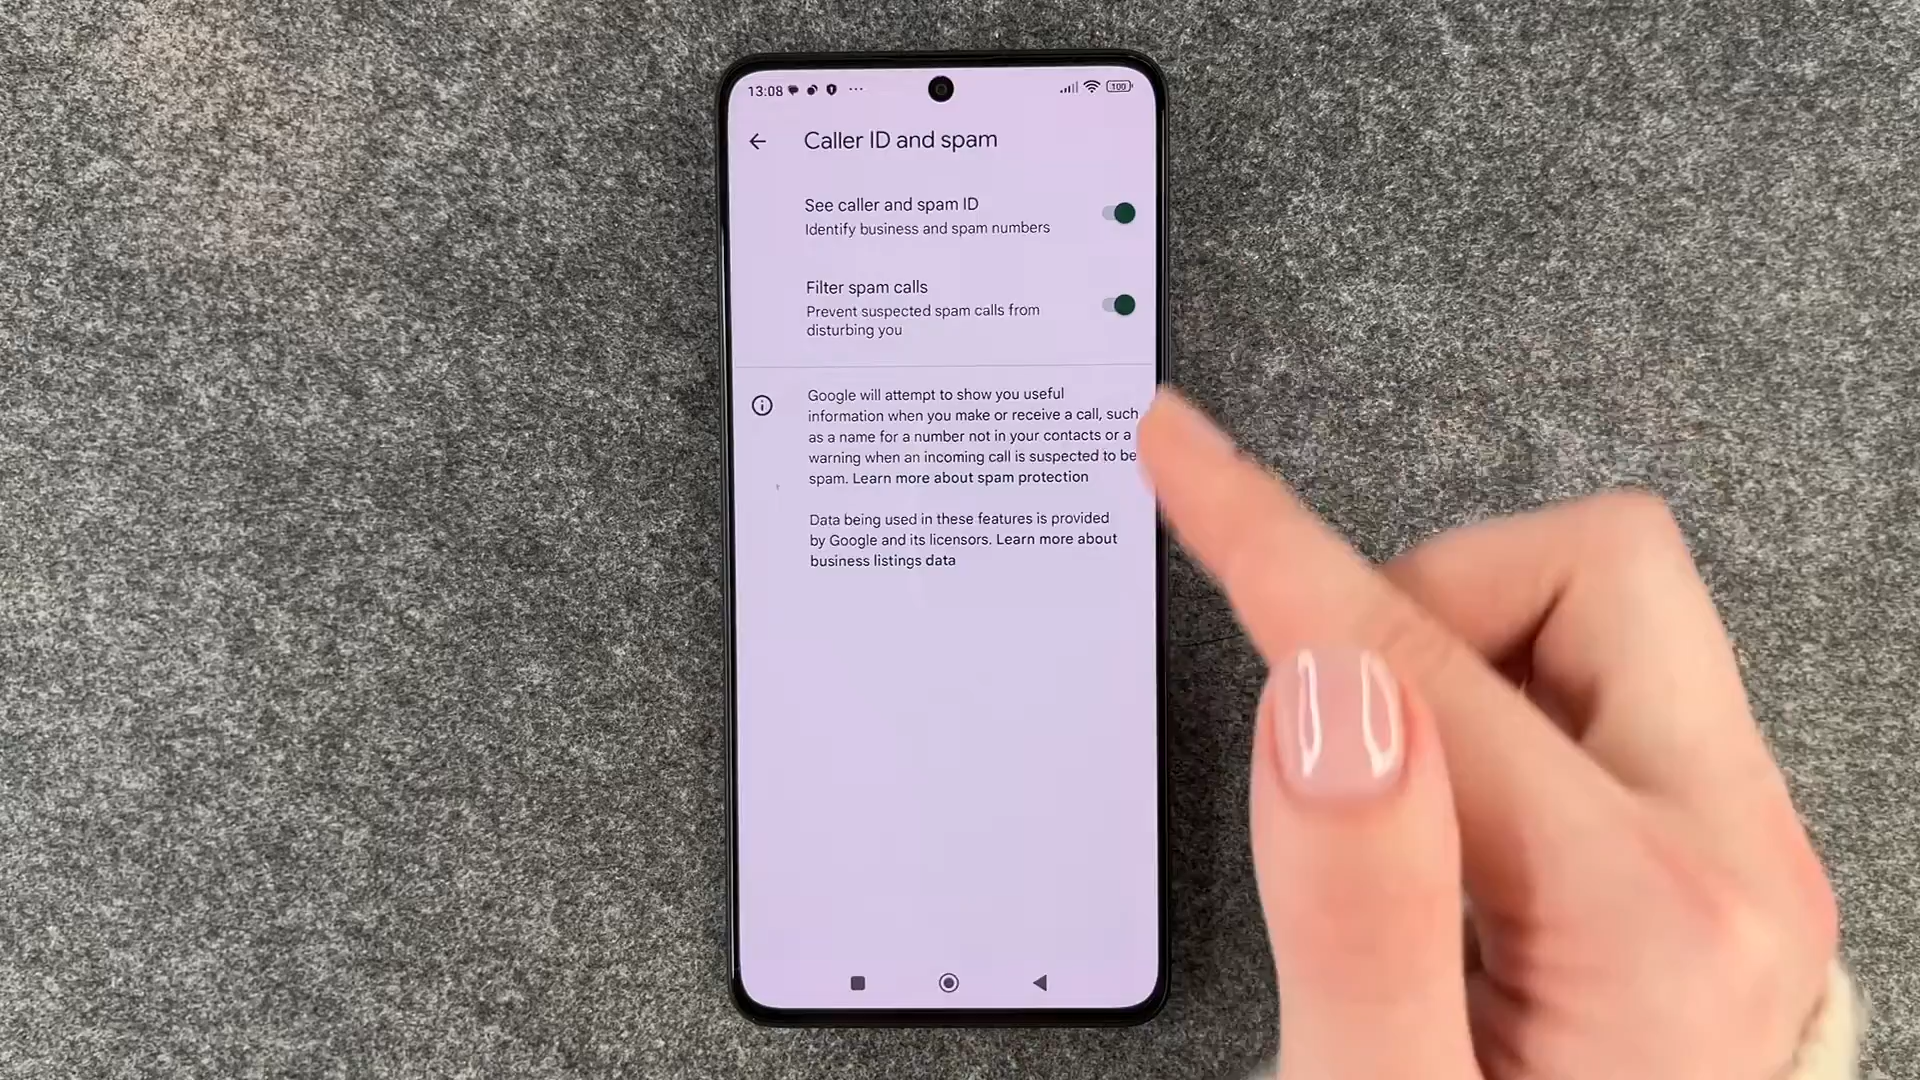 13:08
100
Caller ID and spam
See caller and spam ID
Identify business and spam numbers
Filter spam calls
Prevent suspected spam calls from
disturbing you
Google will attempt to show you useful
information when you make or receive a call, such
as a name for a number not in your contacts or a
warning when an incoming call is suspected to be
spam. Learn more about spam protection
Data being used in these features is provided
by Google and its licensors. Learn more about
business listings data